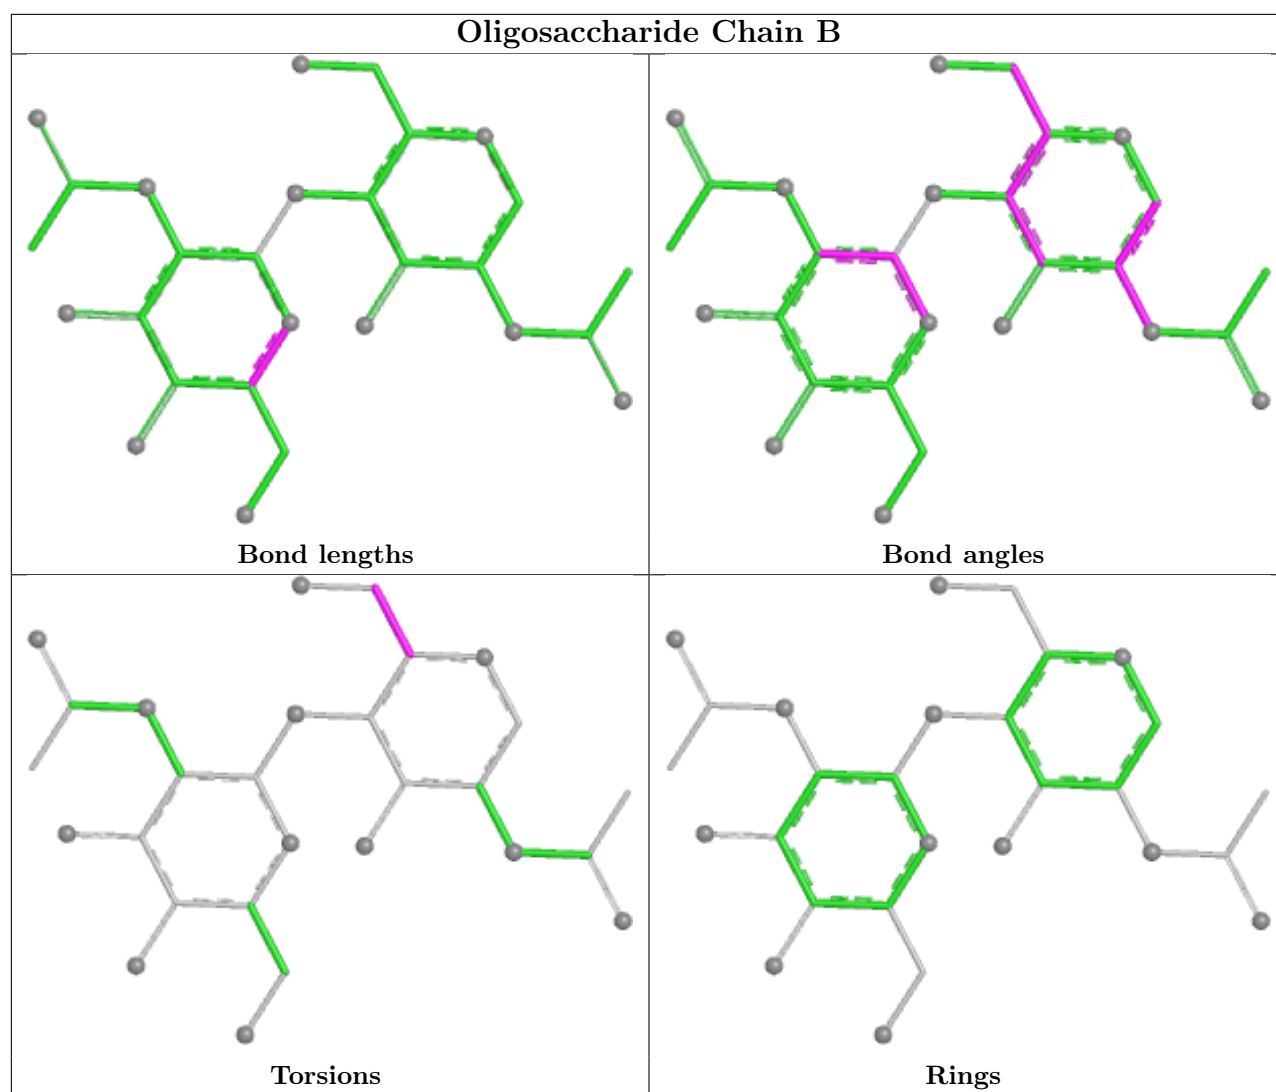 Oligosaccharide Chain B
Bond lengths
Bond angles
Torsions
Rings